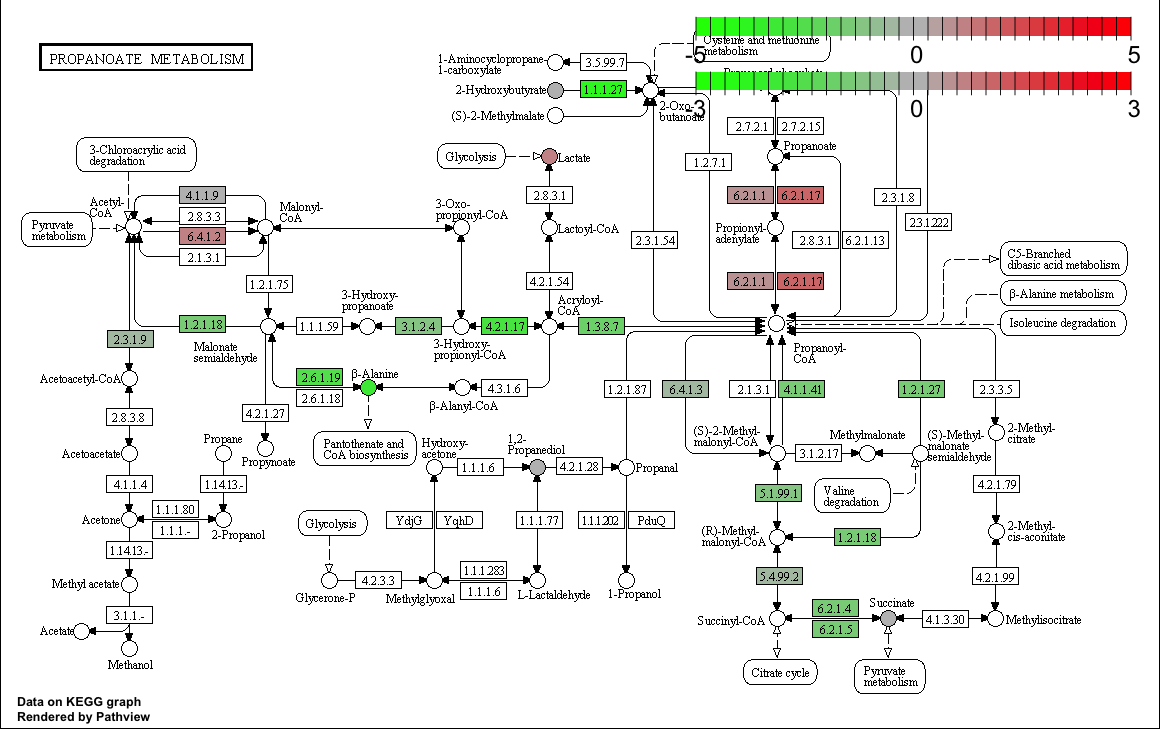 PROPANOATE METABOLISM
-5
0
5
-3
0
3
Cysteine and methionine
metabolism
1-Aminocyclopropane
1-carboxylate
3.5.99.7
2-Hydroxybutyrate
1.1.1.27
(S)-2-Methylmalate
2-Oxo-
butanoate
2.7.2.1
2.7.2.15
Propanoate
1.2.7.1
3-Chloroacrylic acid
degradation
Glycolysis
Lactate
4.1.1.9
2.8.3.1
6.2.1.1
6.2.1.17
2.3.1.8
Acetyl-
CoA
2.8.3.3
Malonyl-
CoA
3-Oxo-
propionyl-CoA
23.1222
Pyruvate
metabolism
6.4.1.2
Lactoyl-CoA
Propionyl-
adenylate
2.3.1.54
2.8.3.1
6.2.1.13
2.1.3.1
C5-Branched
dibasic acid metabolism
1.2.1.75
4.2.1.54
6.2.1.1
6.2.1.17
β-Alanine metabolism
3-Hydroxy-
propanoate
Acryloyl-
CoA
1.2.1.18
1.1.1.59
3.1.2.4
4.2.1.17
1.3.8.7
Isoleucine degradation
2.3.1.9
Malonate
semialdehyde
3-Hydroxy-
propionyl-CoA
Propanoyl-
CoA
2.6.1.19
β-Alanine
Acetoacetyl-CoA
2.6.1.18
4.3.1.6
1.2.1.87
6.4.1.3
2.1.3.1
4.1.1.41
1.2.1.27
2.3.3.5
β-Alanyl-CoA
2.8.3.8
4.2.1.27
Pantothenate and
CoA biosynthesis
Propane
Hydroxy-
acetone
1,2-
Propanediol
(S)-2-Methyl-
malonyl-CoA
Methylmalonate
(S)-Methyl-
malonate
semialdehyde
2-Methyl-
citrate
Acetoacetate
Propynoate
1.1.1.6
4.2.1.28
Propanal
3.1.2.17
4.1.1.4
1.14.13.-
5.1.99.1
Valine
degradation
4.2.1.79
1.1.1.80
Acetone
1.1.1.-
2-Propanol
Glycolysis
YdjG
YqhD
1.1.1.77
1.1.1202
PduQ
(R)-Methyl-
malonyl-CoA
1.2.1.18
2-Methyl-
cis-aconitate
1.14.13.-
Methyl acetate
4.2.3.3
1.1.1.283
1.1.1.6
5.4.99.2
4.2.1.99
Glycerone-P
Methylglyoxal
L-Lactaldehyde
1-Propanol
3.1.1.-
6.2.1.4
Succinate
Acetate
Succinyl-CoA
6.2.1.5
4.1.3.30
Methylisocitrate
Methanol
Citrate cycle
Pyruvate
metabolism
Data on KEGG graph
Rendered by Pathview